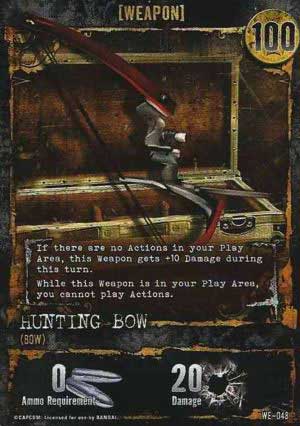 [WEAPON]
100
If there are no Actions in your Play
Area, this Weapon gets +10 Damage during
this turn.
While this Weapon is in your Play Area,
you cannot play Actions.
HUNTING BOW
(BOW)
0
Ammo Requirement
20
Damage
©CAPCOM: Licensed for use by BANDAI.
WE-048